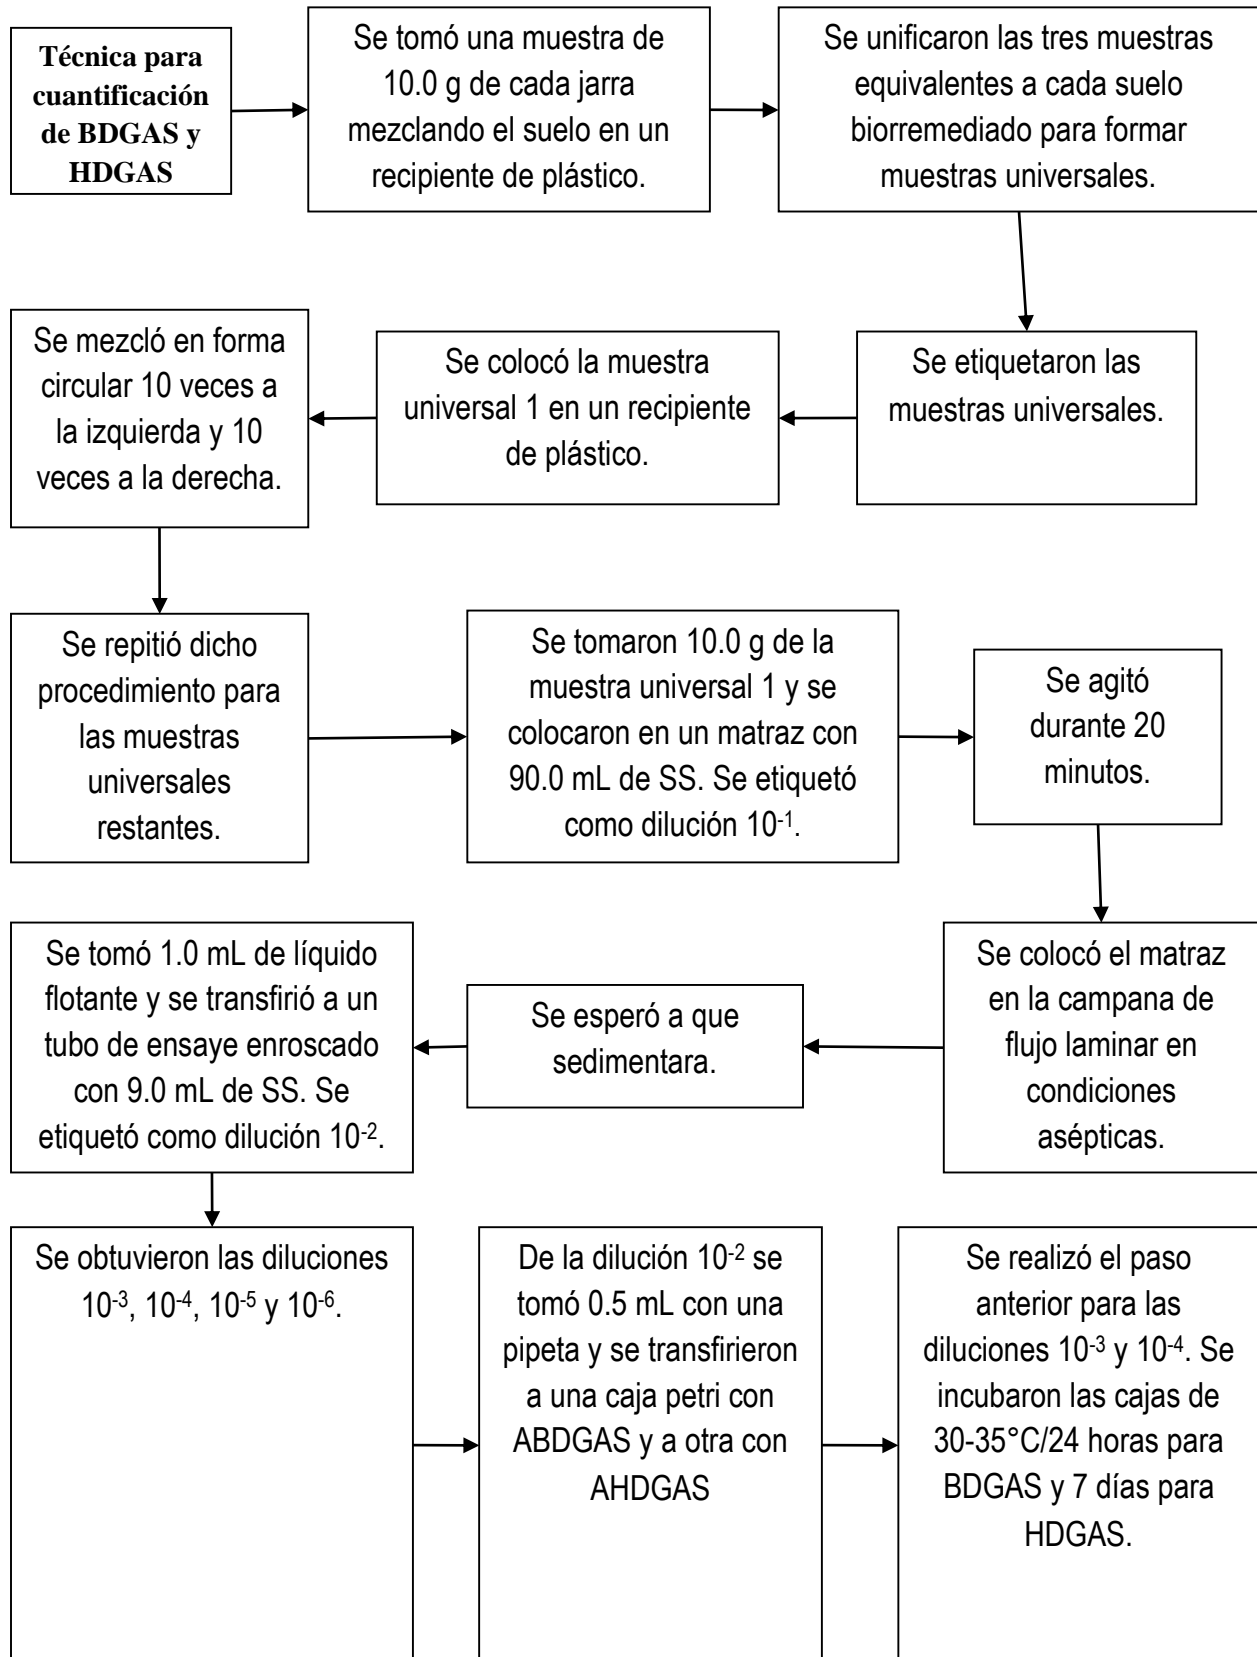 Técnica para
cuantificación
de BDGAS y
HDGAS
Se tomó una muestra de
10.0 g de cada jarra
mezclando el suelo en un
recipiente de plástico.
Se unificaron las tres muestras
equivalentes a cada suelo
biorremediado para formar
muestras universales.
Se etiquetaron las
muestras universales.
Se colocó la muestra
universal 1 en un recipiente
de plástico.
Se mezcló en forma
circular 10 veces a
la izquierda y 10
veces a la derecha.
Se repitió dicho
procedimiento para
las muestras
universales
restantes.
Se tomaron 10.0 g de la
muestra universal 1 y se
colocaron en un matraz con
90.0 mL de SS. Se etiquetó
como dilución 10⁻¹.
Se agitó
durante 20
minutos.
Se colocó el matraz
en la campana de
flujo laminar en
condiciones
asépticas.
Se esperó a que
sedimentara.
Se tomó 1.0 mL de líquido
flotante y se transfirió a un
tubo de ensaye enroscado
con 9.0 mL de SS. Se
etiquetó como dilución 10⁻².
Se obtuvieron las diluciones
10⁻³, 10⁻⁴, 10⁻⁵ y 10⁻⁶.
De la dilución 10⁻² se
tomó 0.5 mL con una
pipeta y se transfirieron
a una caja petri con
ABDGAS y a otra con
AHDGAS
Se realizó el paso
anterior para las
diluciones 10⁻³ y 10⁻⁴. Se
incubaron las cajas de
30-35°C/24 horas para
BDGAS y 7 días para
HDGAS.